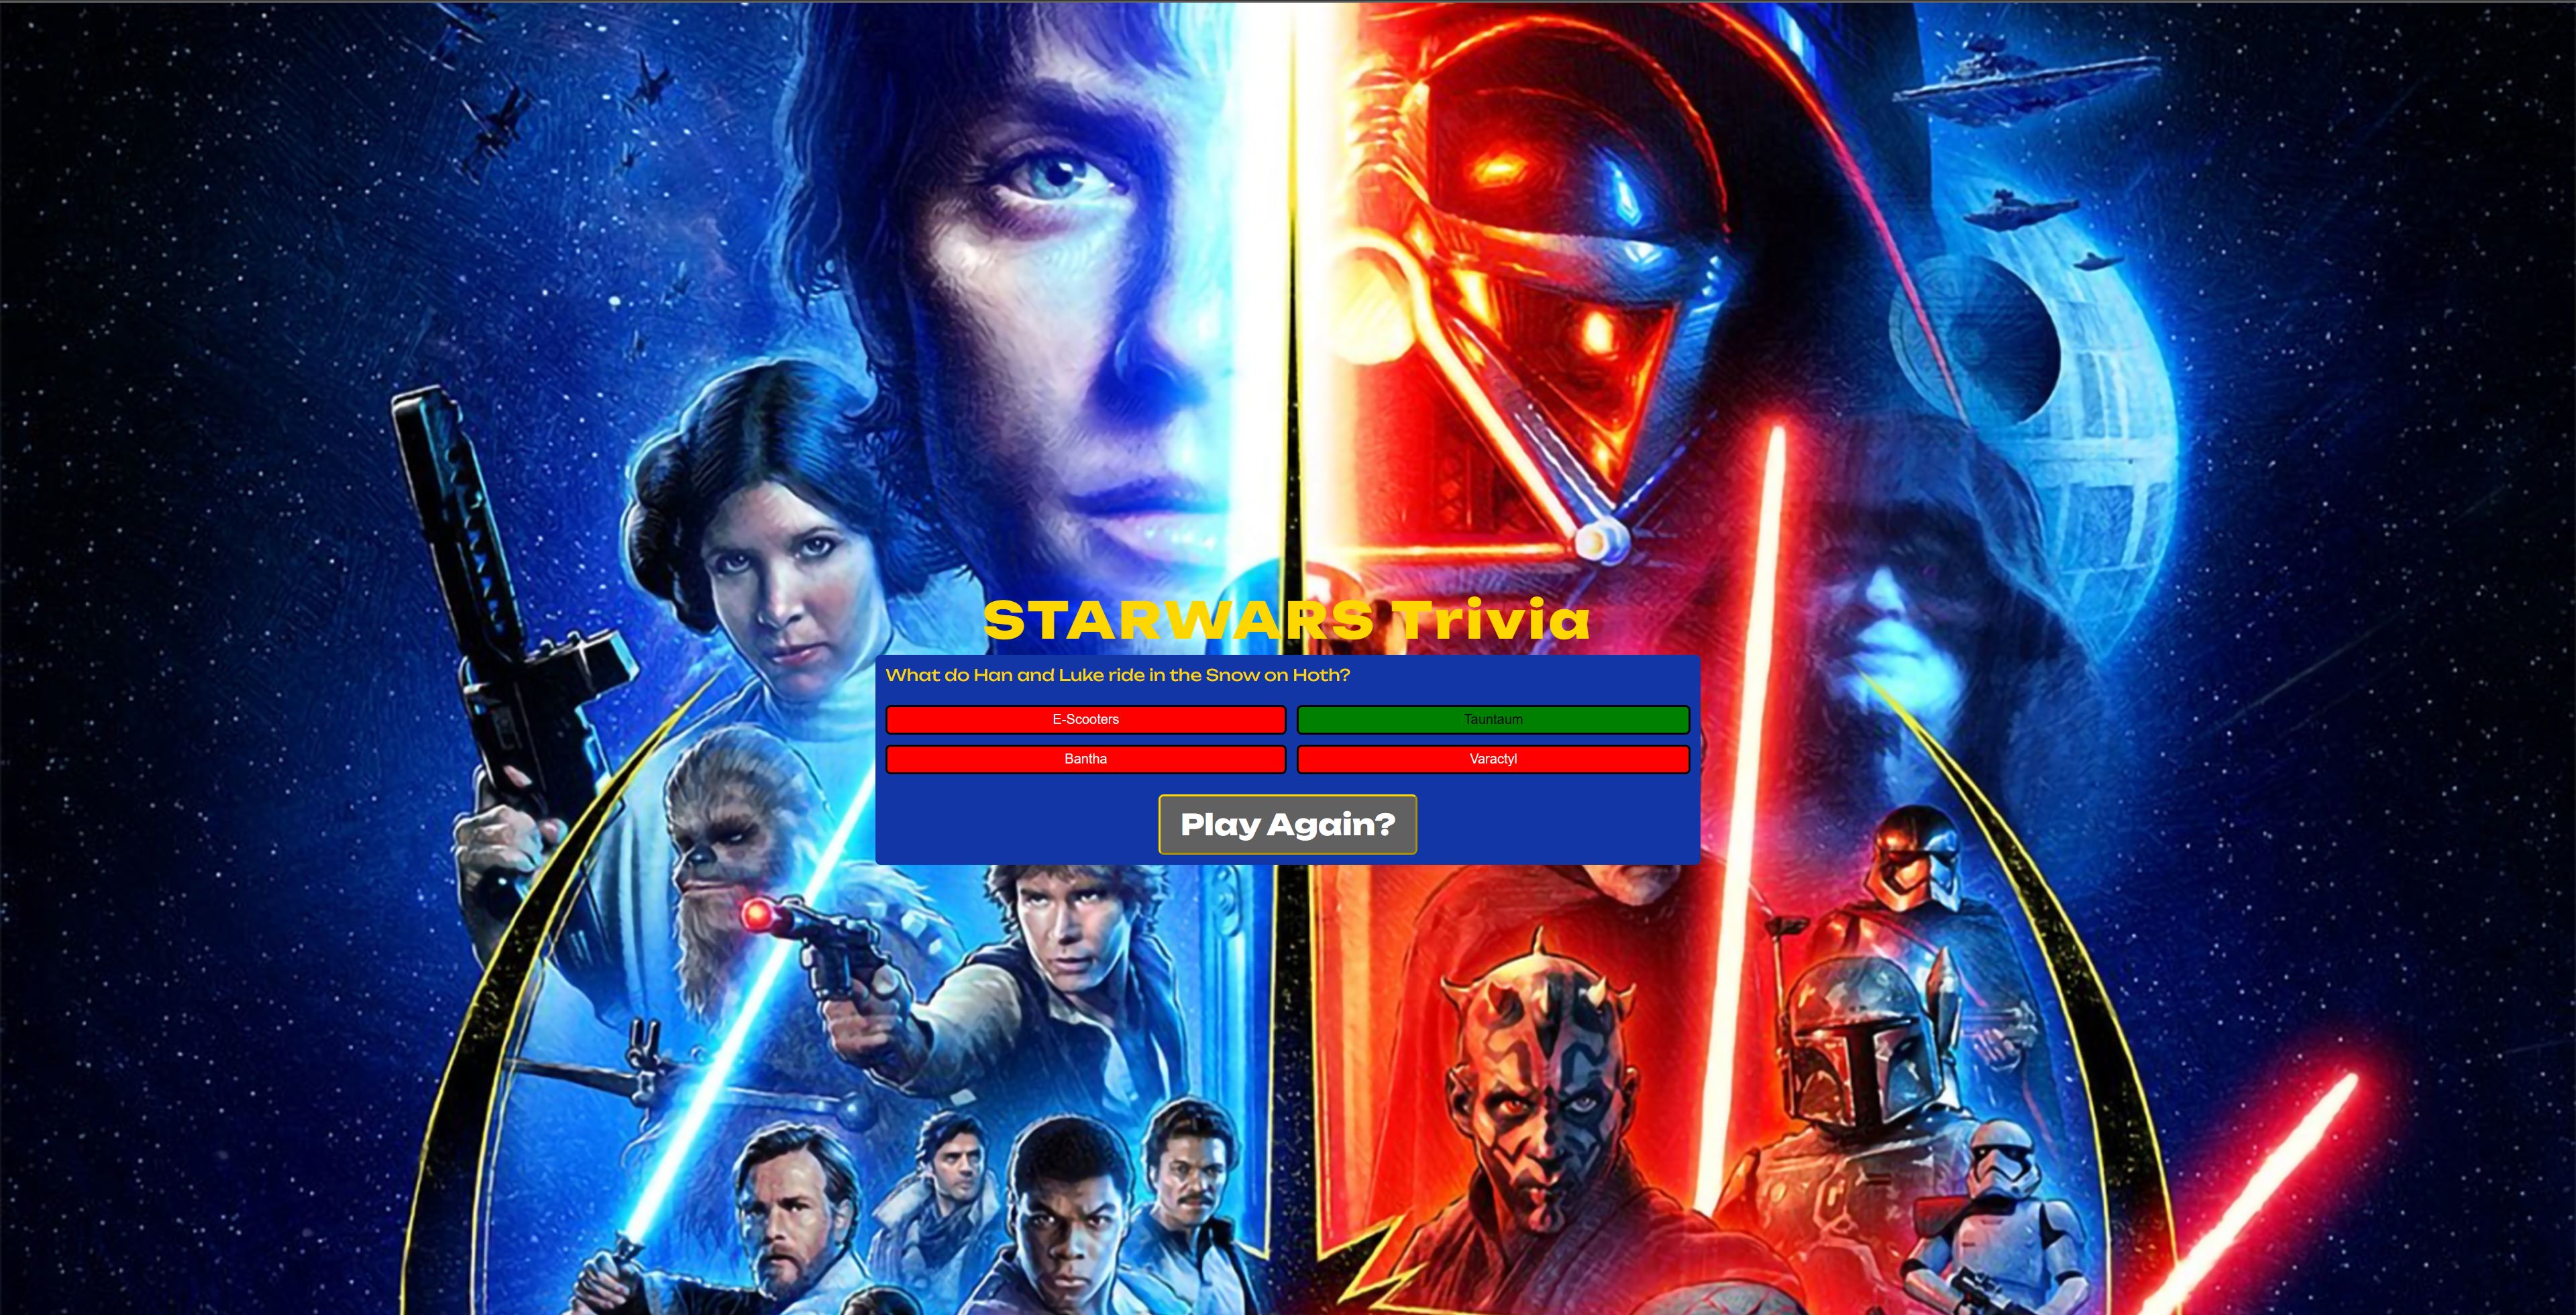 STARWARS Trivia
What do Han and Luke ride in the Snow on Hoth?
E-Scooters
Tauntaum
Bantha
Varactyl
Play Again?